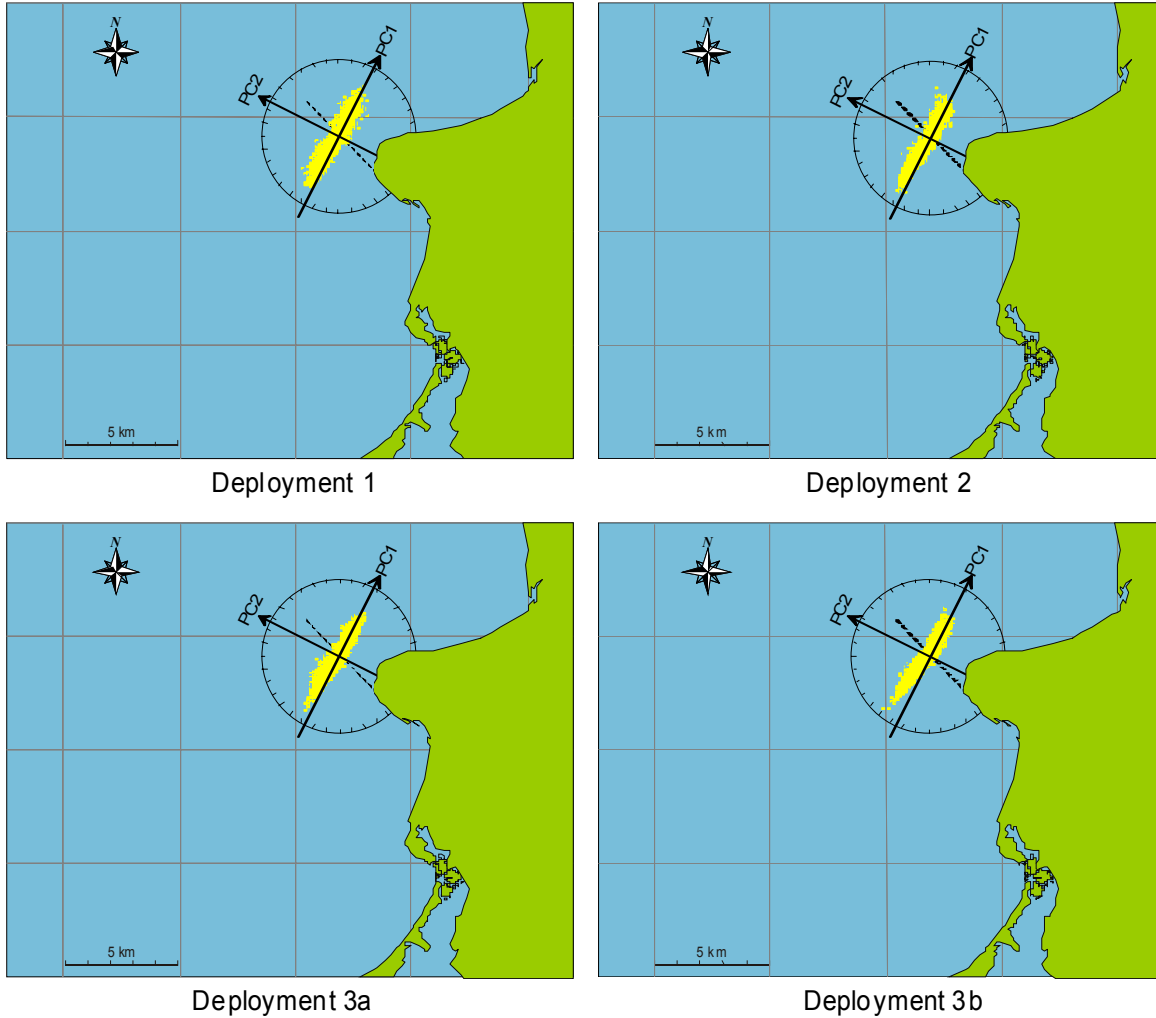 N
PC1
PC2
5 km
Deployment 1
N
PC1
PC2
5 km
Deployment 2
N
PC1
PC2
5 km
Deployment 3a
N
PC1
PC2
5 km
Deployment 3b